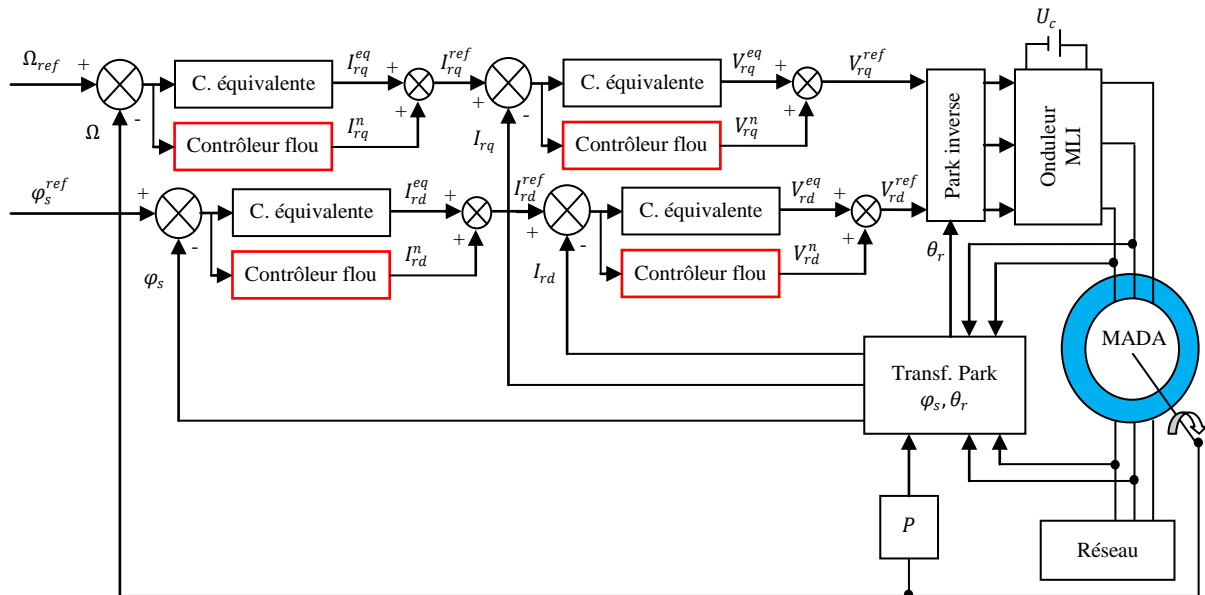 U_c
Ω_ref + C. équivalente I_rq^eq + I_rq^ref C. équivalente V_rq^eq + V_rq^ref
Ω - Contrôleur flou I_rq^n + + - I_rq Contrôleur flou V_rq^n +
Park inverse
Onduleur
MLI
φ_s^ref + C. équivalente I_rd^eq + I_rd^ref C. équivalente V_rd^eq + V_rd^ref
φ_s - Contrôleur flou I_rd^n + + - I_rd Contrôleur flou V_rd^n + θ_r
MADA
Transf. Park
φ_s, θ_r
P
Réseau